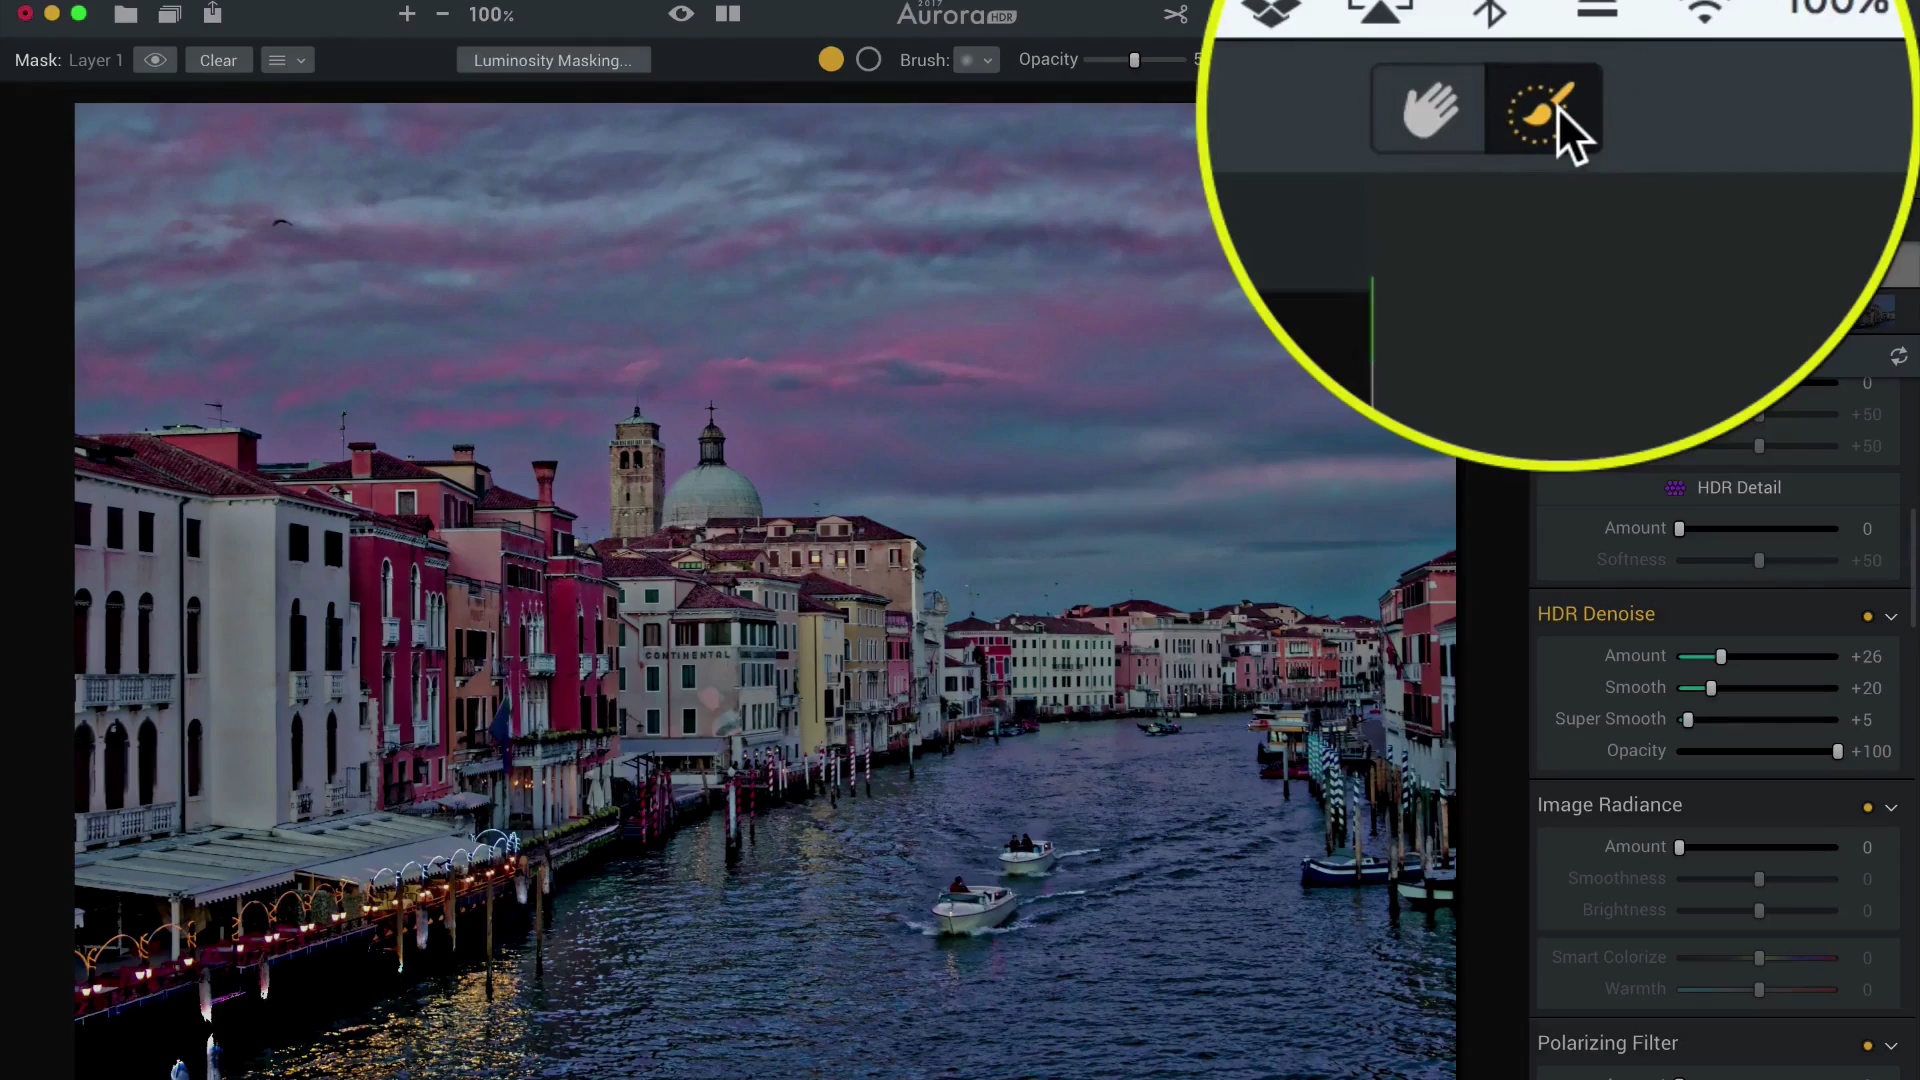 100%
2017
Aurora HDR
100%
Mask: Layer 1
Clear
Luminosity Masking...
Brush:
Opacity
5
0
+50
+50
HDR Detail
Amount 0
Softness +50
HDR Denoise
Amount +26
Smooth +20
Super Smooth +5
Opacity +100
Image Radiance
Amount 0
Smoothness 0
Brightness 0
Smart Colorize 0
Warmth 0
Polarizing Filter
CONTINENTAL